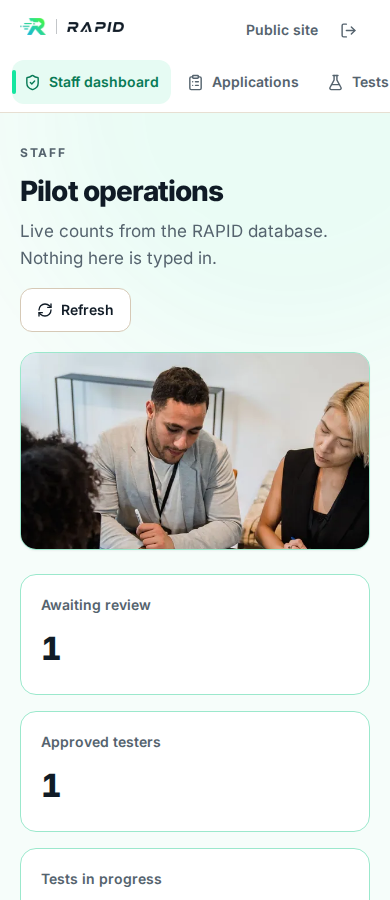 RAPID
Public site
Staff dashboard
Applications
Tests
STAFF
Pilot operations
Live counts from the RAPID database.
Nothing here is typed in.
Refresh
Awaiting review
1
Approved testers
1
Tests in progress